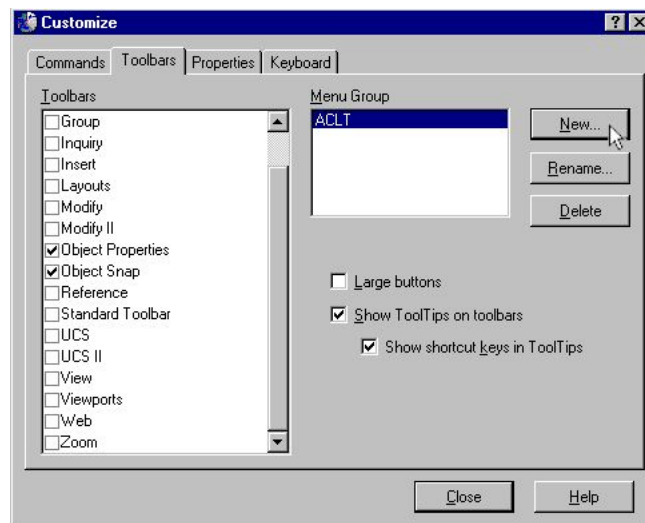 Customize
Commands Toolbars Properties Keyboard
Toolbars
Group
Inquiry
Insert
Layouts
Modify
Modify II
Object Properties
Object Snap
Reference
Standard Toolbar
UCS
UCS II
View
Viewports
Web
Zoom
Menu Group
ACLT
New...
Rename...
Delete
Large buttons
Show ToolTips on toolbars
Show shortcut keys in ToolTips
Close Help